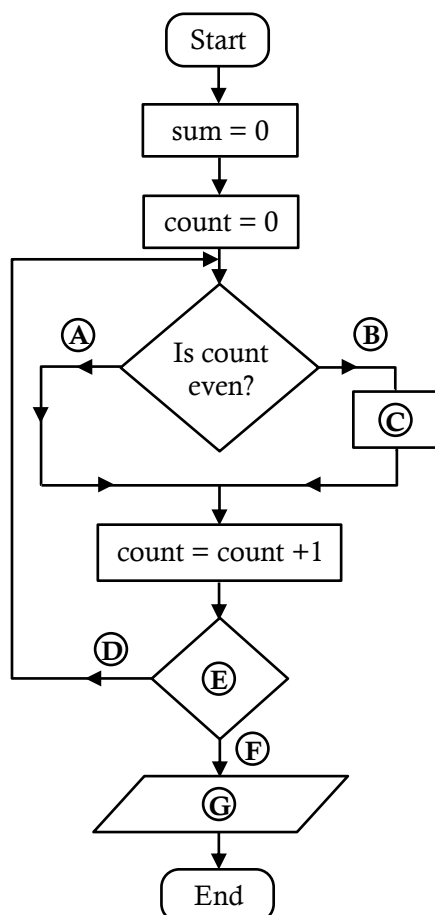 Start
sum = 0
count = 0
A
B
Is count
even?
C
count = count +1
D
E
F
G
End